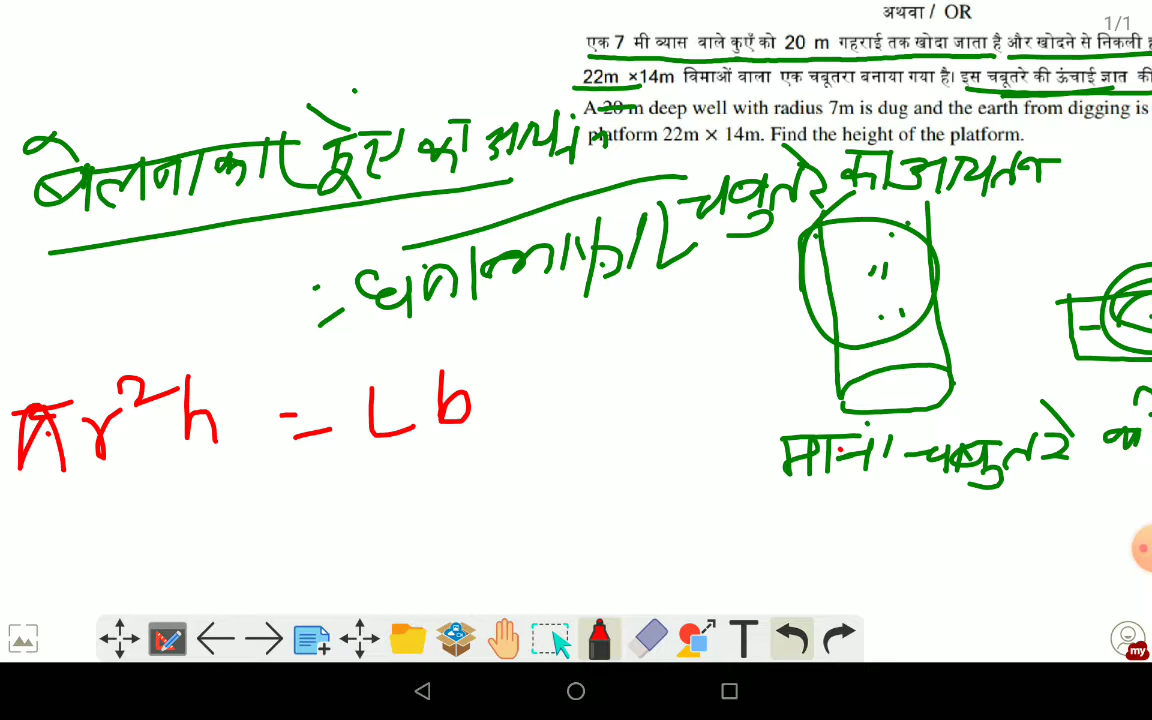 अथवा / OR
1/1
एक 7 मी व्यास वाले कुएँ को 20 m गहराई तक खोदा जाता है और खोदने से निकली
22m ×14m विमाओं वाला एक चबूतरा बनाया गया है। इस चबूतरे की ऊंचाई ज्ञात की
A 20 m deep well with radius 7m is dug and the earth from digging is
platform 22m × 14m. Find the height of the platform.
बेलनाकार कुएं का आयतन
= घनाभाकार चबुतरे का आयतन
πr²h = L b
माना चबुतरे
T
my